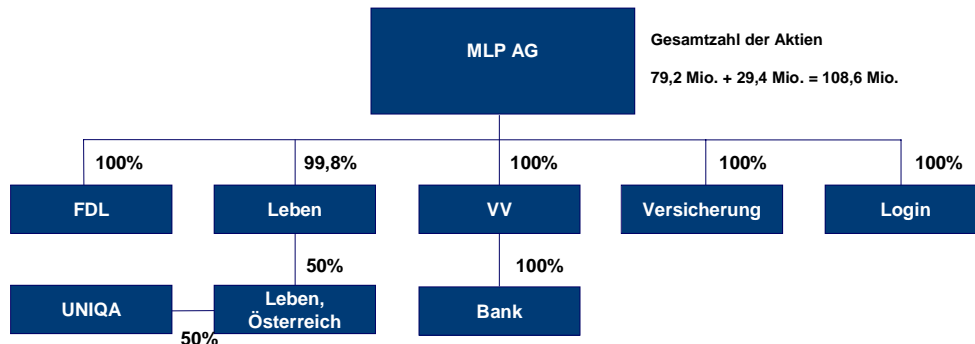 MLP AG
Gesamtzahl der Aktien
79,2 Mio. + 29,4 Mio. = 108,6 Mio.
100%
99,8%
100%
100%
100%
FDL
Leben
VV
Versicherung
Login
50%
100%
UNIQA
Leben,
Österreich
Bank
50%